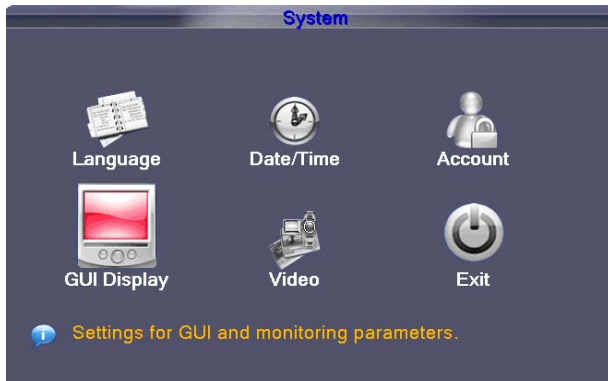 System
Language Date/Time Account
GUI Display Video Exit
Settings for GUI and monitoring parameters.